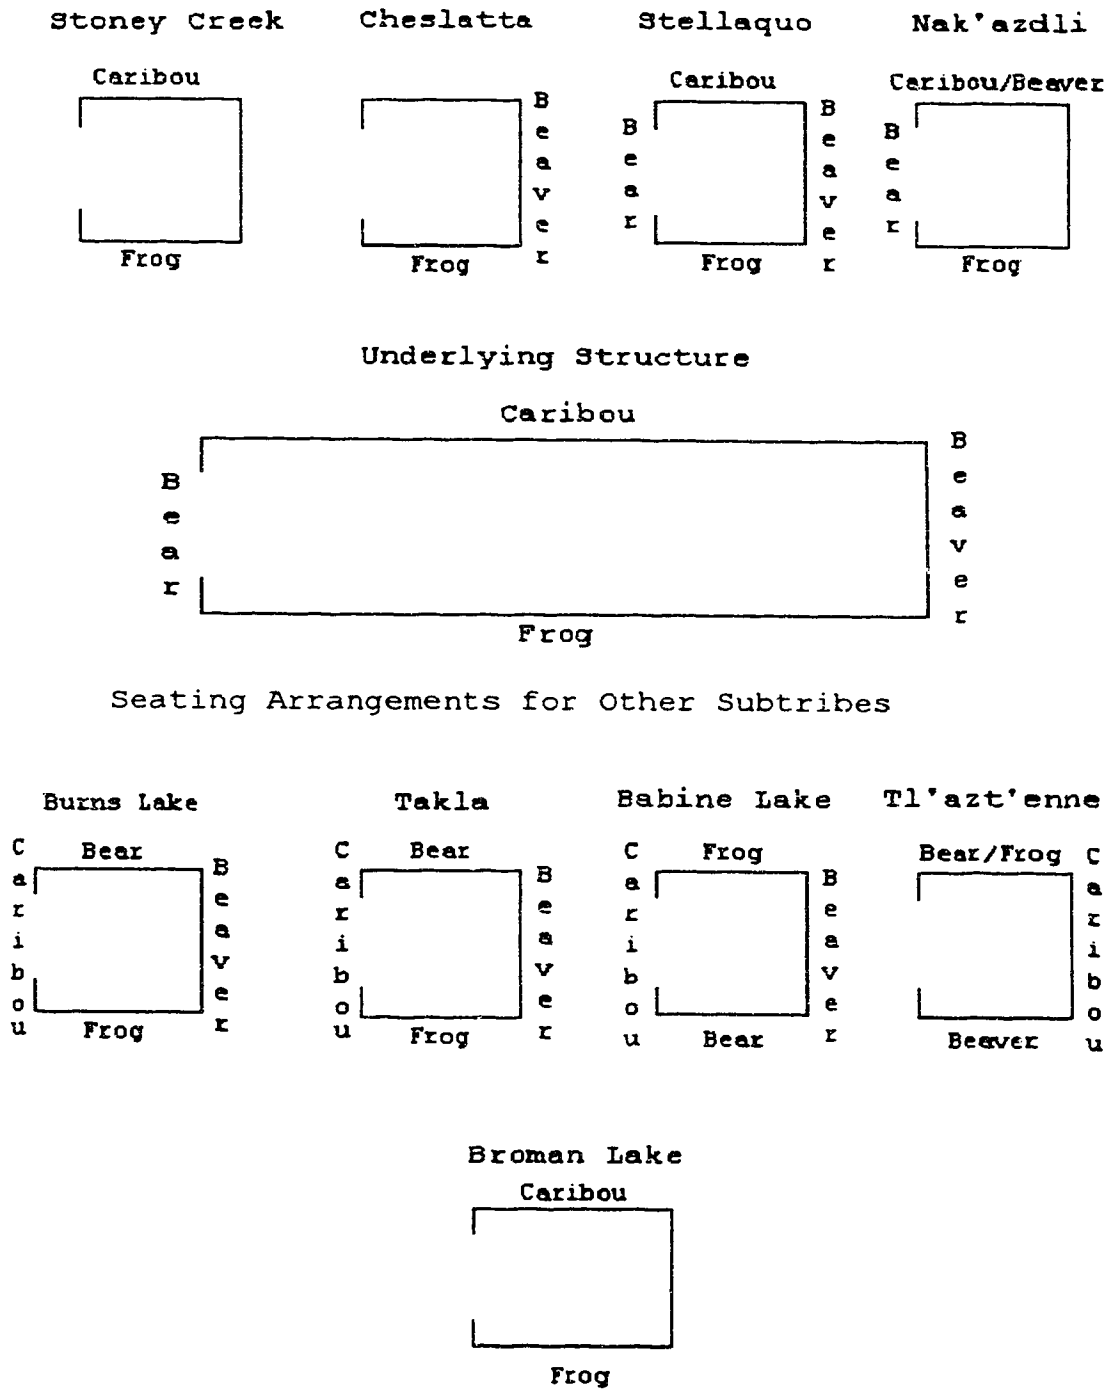 Stoney Creek Cheslatta Stellaquo Nak'azdli
Caribou Caribou Caribou/Beaver
Beaver Bear Beaver Bear
Frog Frog Frog Frog
Underlying Structure
Caribou
Bear Beaver
Frog
Seating Arrangements for Other Subtribes
Burns Lake Takla Babine Lake Tl'azt'enne
Bear Bear Frog Bear/Frog
Caribou Beaver Caribou Beaver Caribou Beaver Caribou
Frog Frog Bear Beaver
Broman Lake
Caribou
Frog